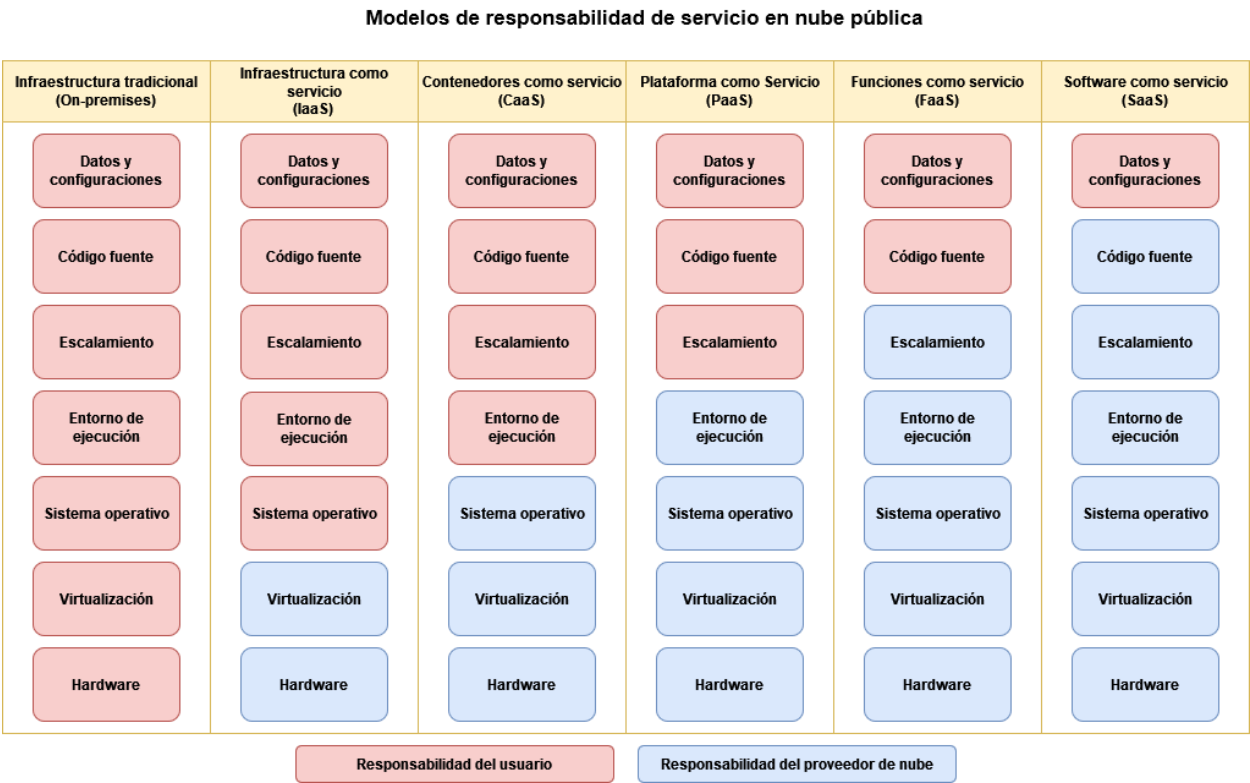 Modelos de responsabilidad de servicio en nube pública
Infraestructura tradicional
(On-premises)
Infraestructura como
servicio
(IaaS)
Contenedores como servicio
(CaaS)
Plataforma como Servicio
(PaaS)
Funciones como servicio
(FaaS)
Software como servicio
(SaaS)
Datos y
configuraciones
Datos y
configuraciones
Datos y
configuraciones
Datos y
configuraciones
Datos y
configuraciones
Datos y
configuraciones
Código fuente
Código fuente
Código fuente
Código fuente
Código fuente
Código fuente
Escalamiento
Escalamiento
Escalamiento
Escalamiento
Escalamiento
Escalamiento
Entorno de
ejecución
Entorno de
ejecución
Entorno de
ejecución
Entorno de
ejecución
Entorno de
ejecución
Entorno de
ejecución
Sistema operativo
Sistema operativo
Sistema operativo
Sistema operativo
Sistema operativo
Sistema operativo
Virtualización
Virtualización
Virtualización
Virtualización
Virtualización
Virtualización
Hardware
Hardware
Hardware
Hardware
Hardware
Hardware
Responsabilidad del usuario
Responsabilidad del proveedor de nube